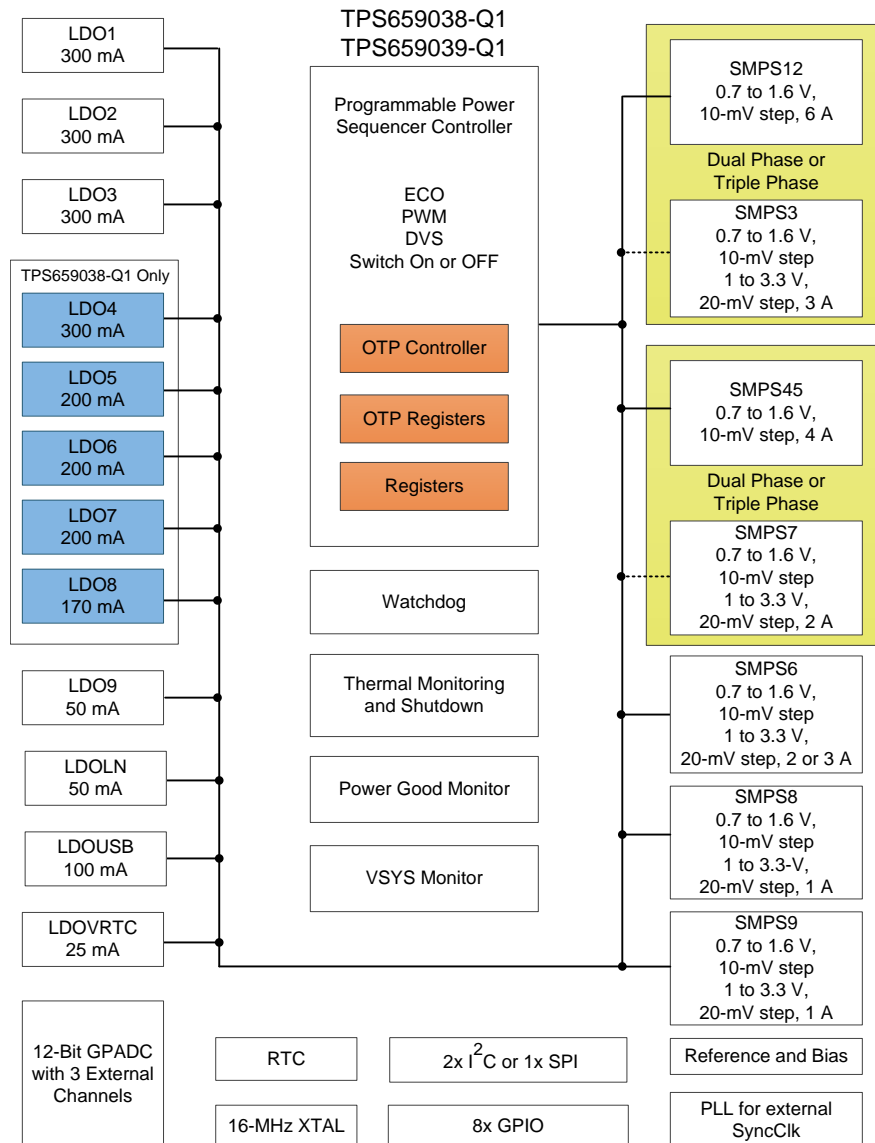 TPS659038-Q1
TPS659039-Q1
LDO1
300 mA
LDO2
300 mA
LDO3
300 mA
TPS659038-Q1 Only
LDO4
300 mA
LDO5
200 mA
LDO6
200 mA
LDO7
200 mA
LDO8
170 mA
LDO9
50 mA
LDOLN
50 mA
LDOUSB
100 mA
LDOVRTC
25 mA
12-Bit GPADC
with 3 External
Channels
Programmable Power
Sequencer Controller
ECO
PWM
DVS
Switch On or OFF
OTP Controller
OTP Registers
Registers
Watchdog
Thermal Monitoring
and Shutdown
Power Good Monitor
VSYS Monitor
RTC
2x I²C or 1x SPI
16-MHz XTAL
8x GPIO
SMPS12
0.7 to 1.6 V,
10-mV step, 6 A
Dual Phase or
Triple Phase
SMPS3
0.7 to 1.6 V,
10-mV step
1 to 3.3 V,
20-mV step, 3 A
SMPS45
0.7 to 1.6 V,
10-mV step, 4 A
Dual Phase or
Triple Phase
SMPS7
0.7 to 1.6 V,
10-mV step
1 to 3.3 V,
20-mV step, 2 A
SMPS6
0.7 to 1.6 V,
10-mV step
1 to 3.3 V,
20-mV step, 2 or 3 A
SMPS8
0.7 to 1.6 V,
10-mV step
1 to 3.3-V,
20-mV step, 1 A
SMPS9
0.7 to 1.6 V,
10-mV step
1 to 3.3 V,
20-mV step, 1 A
Reference and Bias
PLL for external
SyncClk